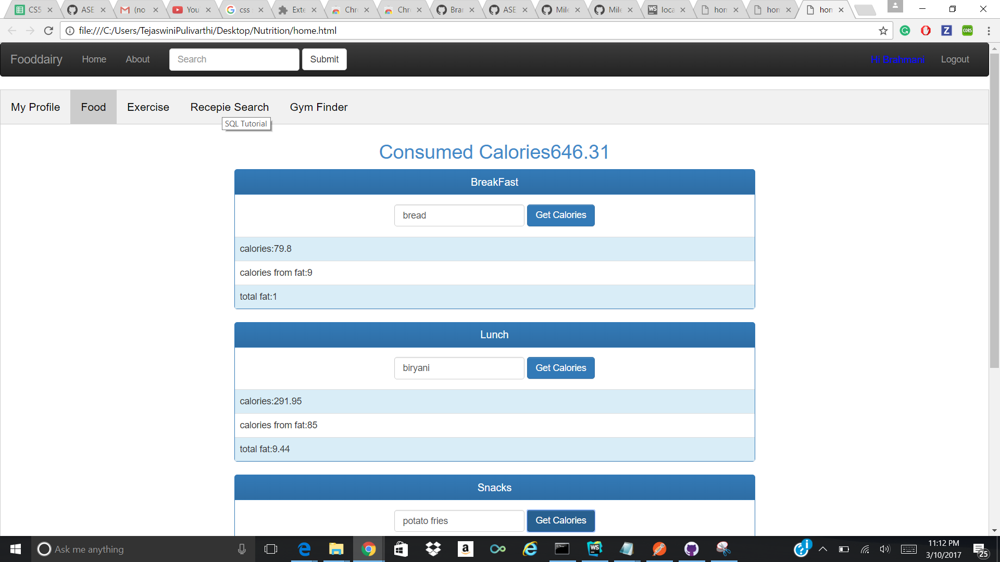 CS5 ASE (no You css Exte Chr Chr Bra ASE Mile Mile loca hon hon hon
file:///C:/Users/TejaswiniPulivarthi/Desktop/Nutrition/home.html
Fooddairy Home About Search Submit Hi Brahmani Logout
My Profile Food Exercise Recepie Search Gym Finder
SQL Tutorial
Consumed Calories646.31
BreakFast
bread Get Calories
calories:79.8
calories from fat:9
total fat:1
Lunch
biryani Get Calories
calories:291.95
calories from fat:85
total fat:9.44
Snacks
potato fries Get Calories
Ask me anything
11:12 PM
3/10/2017
25